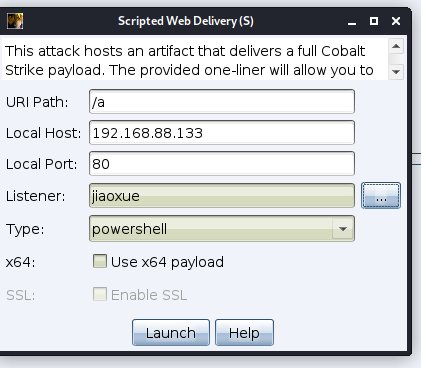 Scripted Web Delivery (S)
This attack hosts an artifact that delivers a full Cobalt
Strike payload. The provided one-liner will allow you to
URI Path: /a
Local Host: 192.168.88.133
Local Port: 80
Listener: jiaoxue ...
Type: powershell
x64: Use x64 payload
SSL: Enable SSL
Launch Help